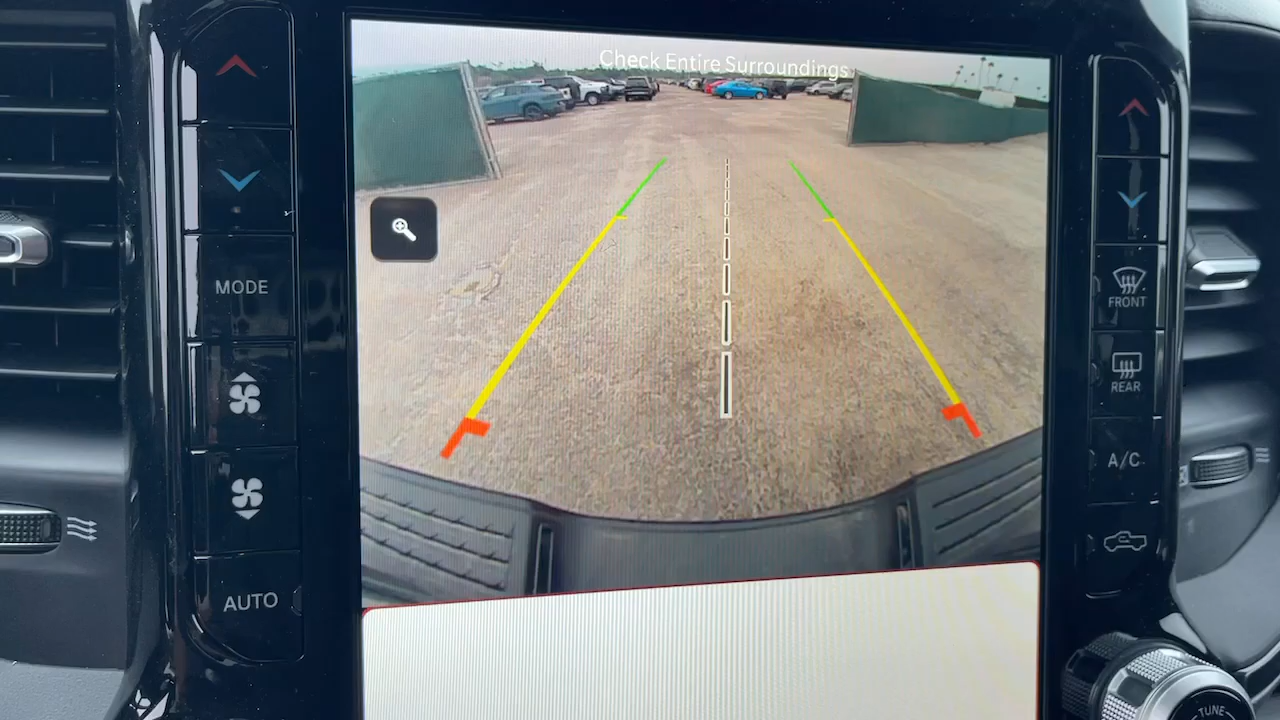 Check Entire Surroundings
MODE
AUTO
FRONT
REAR
A/C
TUNE